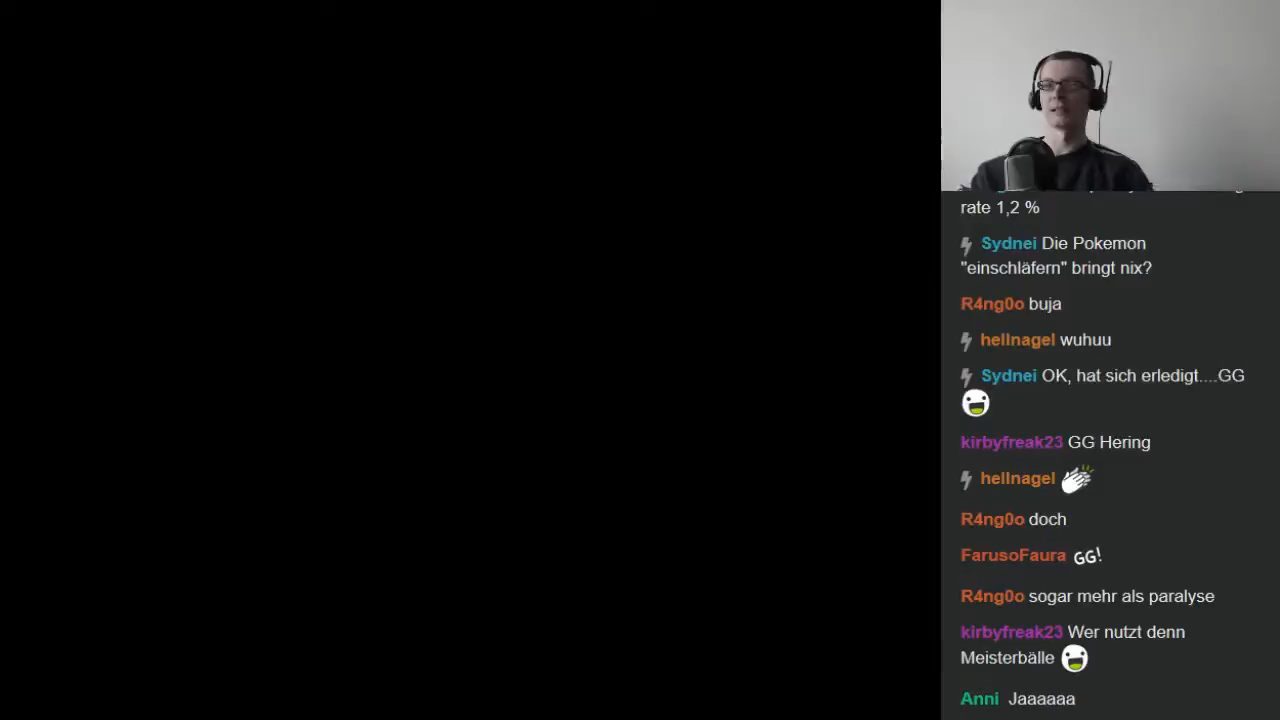 rate 1,2 %
Sydnei Die Pokemon
"einschläfern" bringt nix?
R4ng0o buja
hellnagel wuhuu
Sydnei OK, hat sich erledigt....GG
kirbyfreak23 GG Hering
hellnagel
R4ng0o doch
FarusoFaura GG!
R4ng0o sogar mehr als paralyse
kirbyfreak23 Wer nutzt denn
Meisterbälle
Anni Jaaaaaa